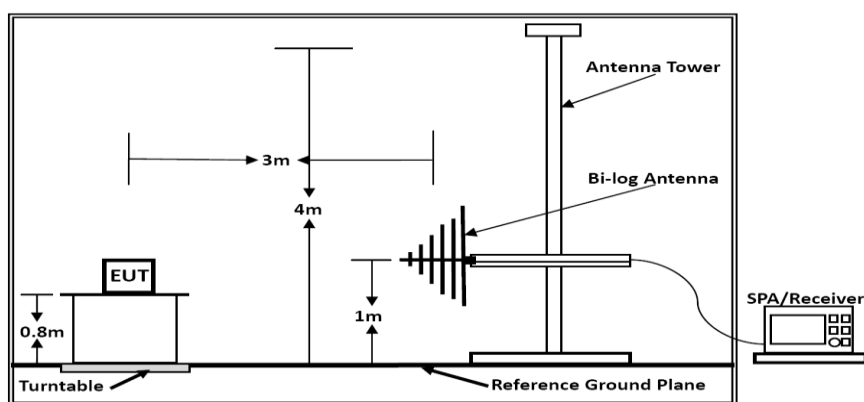 Antenna Tower
3m
Bi-log Antenna
4m
EUT
SPA/Receiver
0.8m
1m
Turntable
Reference Ground Plane